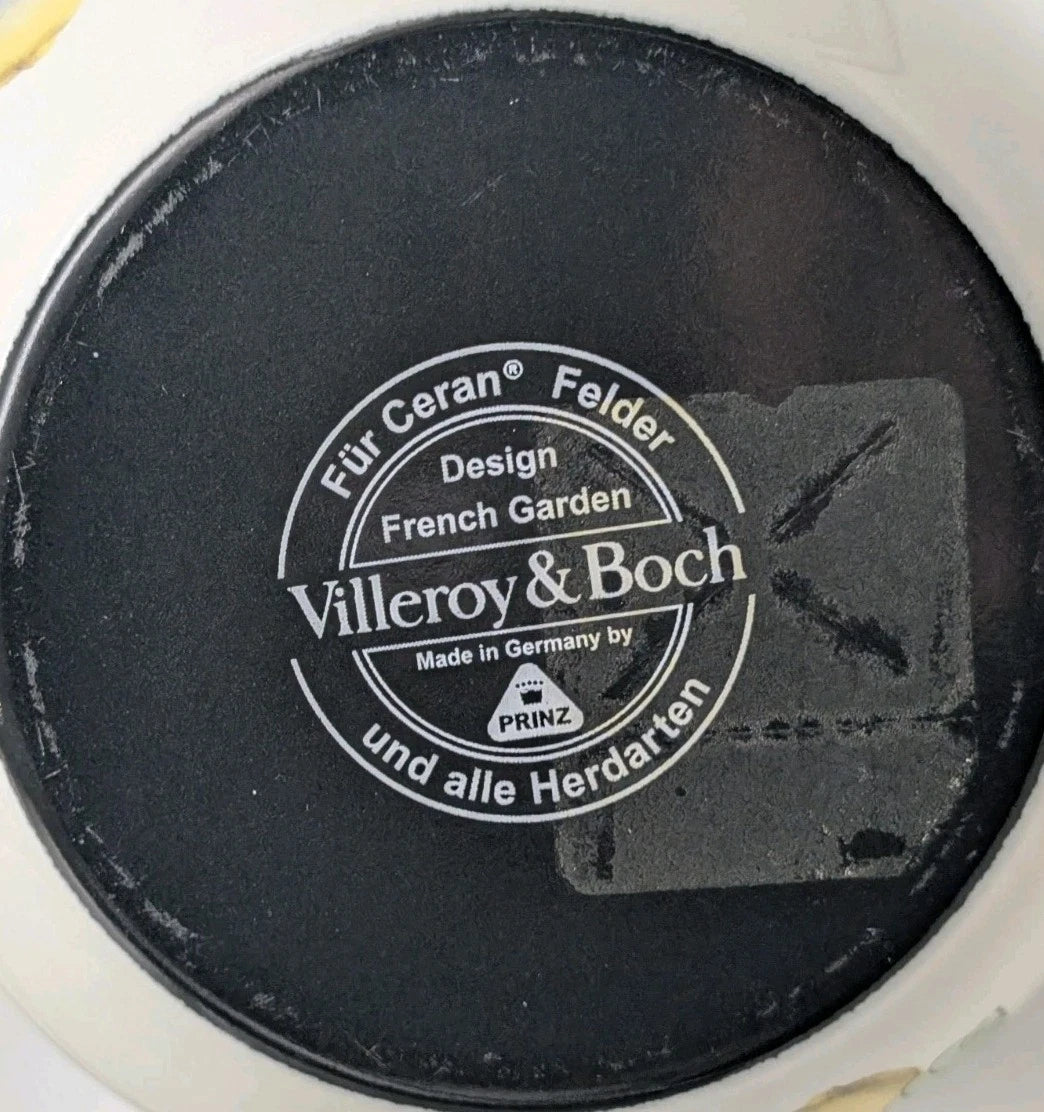 Für Ceran® Felder
Design
French Garden
Villeroy & Boch
Made in Germany by
PRINZ
und alle Herdarten